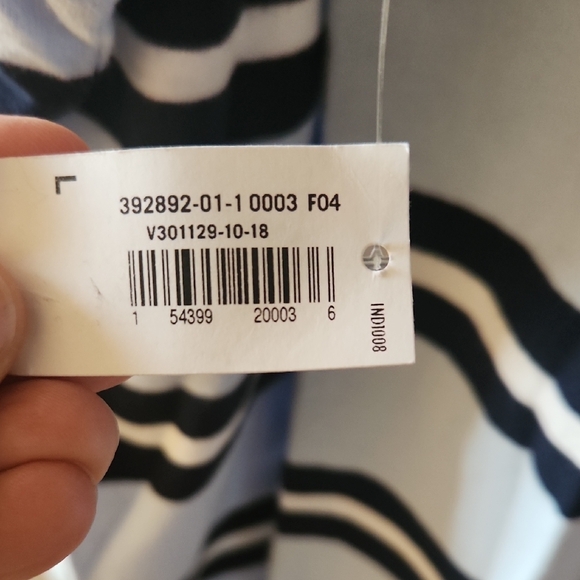 L
392892-01-1 0003 F04
V301129-10-18
1 54399 20003 6
IND1008